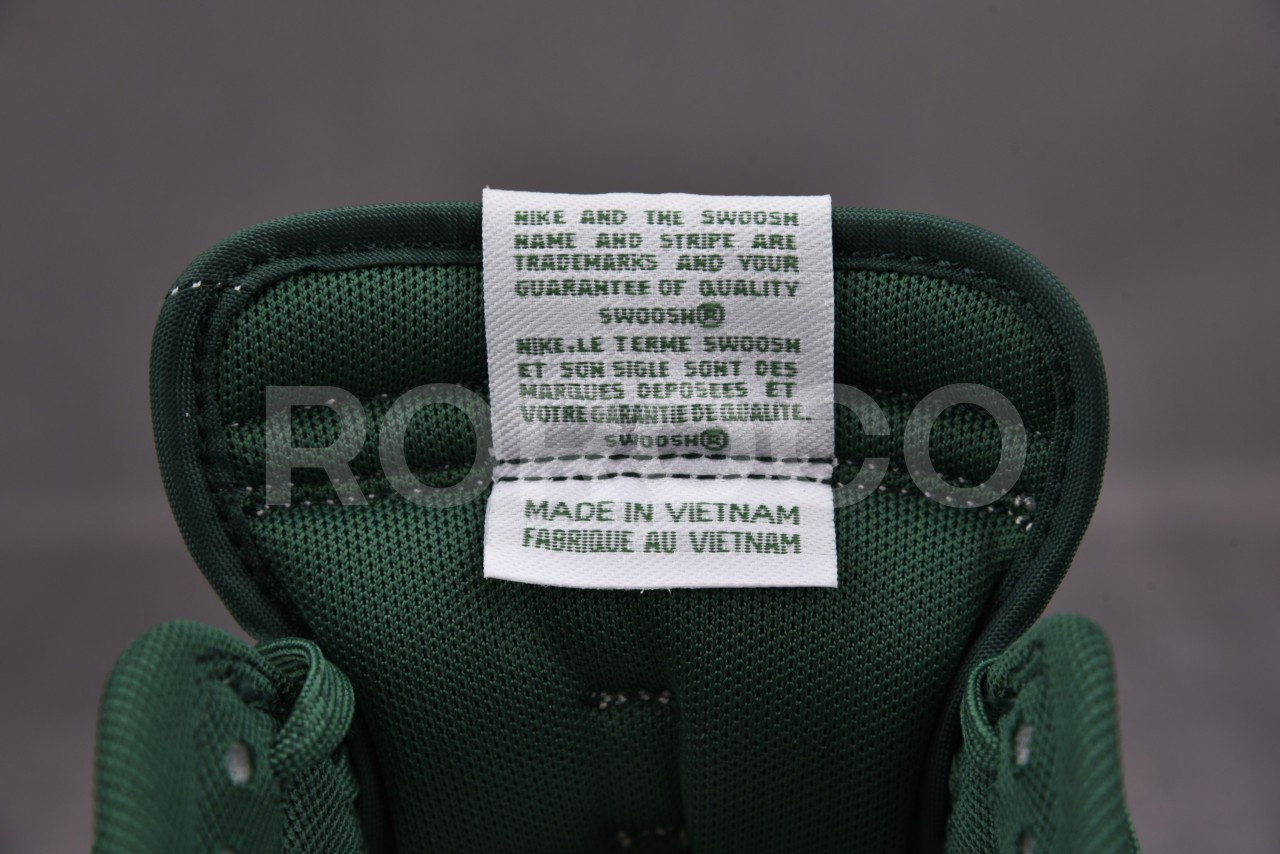 NIKE AND THE SWOOSH
NAME AND STRIPE ARE
TRADEMARKS AND YOUR
GUARANTEE OF QUALITY
SWOOSH®
NIKE.LE TERME SWOOSH
ET SON SIGLE SONT DES
MARQUES DEPOSEES ET
VOTRE GARANTIE DE QUALITE.
SWOOSH®
MADE IN VIETNAM
FABRIQUE AU VIETNAM